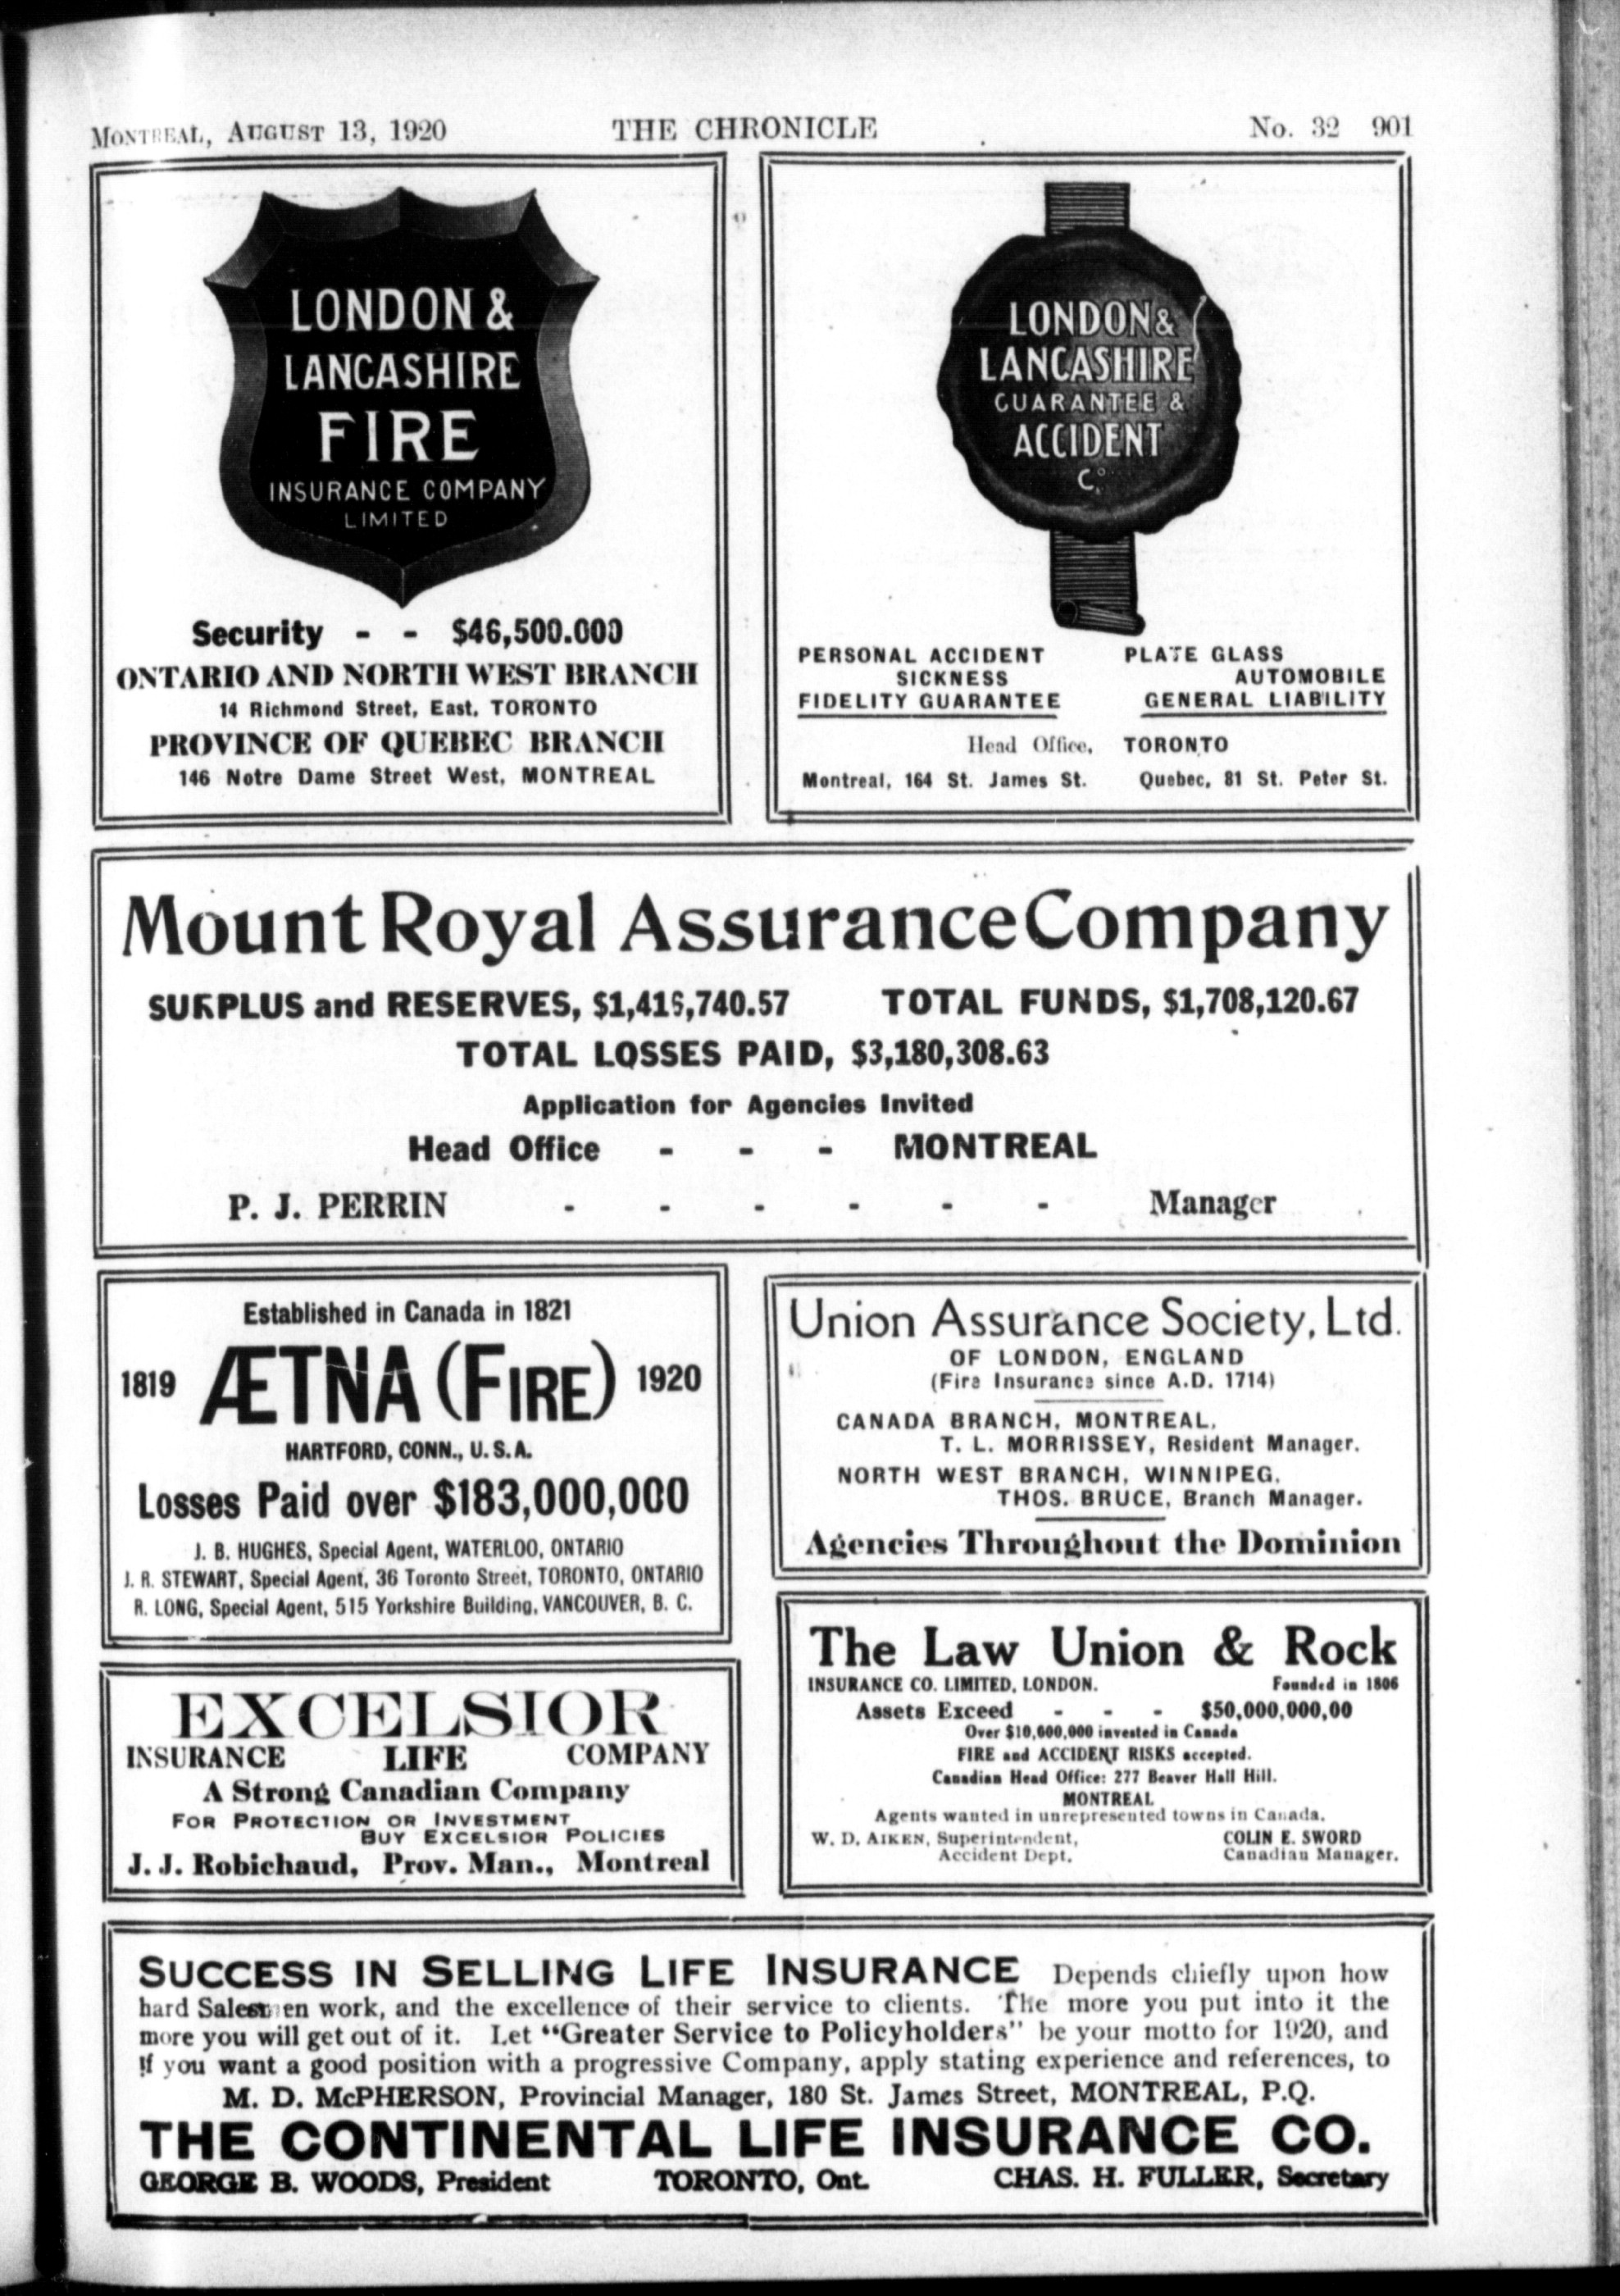 MONTREAL, AUGUST 13, 1920 THE CHRONICLE No. 32 901
LONDON &
LANCASHIRE
FIRE
INSURANCE COMPANY
LIMITED
Security - - $46,500.000
ONTARIO AND NORTH WEST BRANCH
14 Richmond Street, East, TORONTO
PROVINCE OF QUEBEC BRANCH
146 Notre Dame Street West, MONTREAL
LONDON &
LANCASHIRE
GUARANTEE &
ACCIDENT
Co.
PERSONAL ACCIDENT PLATE GLASS
SICKNESS AUTOMOBILE
FIDELITY GUARANTEE GENERAL LIABILITY
Head Office, TORONTO
Montreal, 164 St. James St. Quebec, 81 St. Peter St.
Mount Royal Assurance Company
SURPLUS and RESERVES, $1,416,740.57 TOTAL FUNDS, $1,708,120.67
TOTAL LOSSES PAID, $3,180,308.63
Application for Agencies Invited
Head Office - - - MONTREAL
P. J. PERRIN - - - - - - Manager
Established in Canada in 1821
1819 ÆTNA (FIRE) 1920
HARTFORD, CONN., U.S.A.
Losses Paid over $183,000,000
J. B. HUGHES, Special Agent, WATERLOO, ONTARIO
J. R. STEWART, Special Agent, 36 Toronto Street, TORONTO, ONTARIO
R. LONG, Special Agent, 515 Yorkshire Building, VANCOUVER, B. C.
Union Assurance Society, Ltd.
OF LONDON, ENGLAND
(Fire Insurance since A.D. 1714)
CANADA BRANCH, MONTREAL,
T. L. MORRISSEY, Resident Manager.
NORTH WEST BRANCH, WINNIPEG,
THOS. BRUCE, Branch Manager.
Agencies Throughout the Dominion
EXCELSIOR
INSURANCE LIFE COMPANY
A Strong Canadian Company
FOR PROTECTION OR INVESTMENT
BUY EXCELSIOR POLICIES
J. J. Robichaud, Prov. Man., Montreal
The Law Union & Rock
INSURANCE CO. LIMITED, LONDON. Founded in 1806
Assets Exceed - - - $50,000,000,00
Over $10,000,000 invested in Canada
FIRE and ACCIDENT RISKS accepted.
Canadian Head Office: 277 Beaver Hall Hill.
MONTREAL
Agents wanted in unrepresented towns in Canada.
W. D. AIKEN, Superintendent, COLIN E. SWORD
Accident Dept. Canadian Manager.
SUCCESS IN SELLING LIFE INSURANCE Depends chiefly upon how
hard Salesmen work, and the excellence of their service to clients. The more you put into it the
more you will get out of it. Let "Greater Service to Policyholders" be your motto for 1920, and
if you want a good position with a progressive Company, apply stating experience and references, to
M. D. McPHERSON, Provincial Manager, 180 St. James Street, MONTREAL, P.Q.
THE CONTINENTAL LIFE INSURANCE CO.
GEORGE B. WOODS, President TORONTO, Ont. CHAS. H. FULLER, Secretary